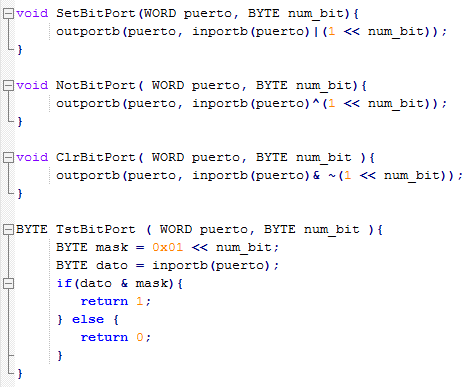 void SetBitPort(WORD puerto, BYTE num_bit){
outportb(puerto, inportb(puerto)|(1 << num_bit));
}
void NotBitPort( WORD puerto, BYTE num_bit){
outportb(puerto, inportb(puerto)^(1 << num_bit));
}
void ClrBitPort( WORD puerto, BYTE num_bit ){
outportb(puerto, inportb(puerto)& ~(1 << num_bit));
}
BYTE TstBitPort ( WORD puerto, BYTE num_bit ){
BYTE mask = 0x01 << num_bit;
BYTE dato = inportb(puerto);
if(dato & mask){
return 1;
} else {
return 0;
}
}